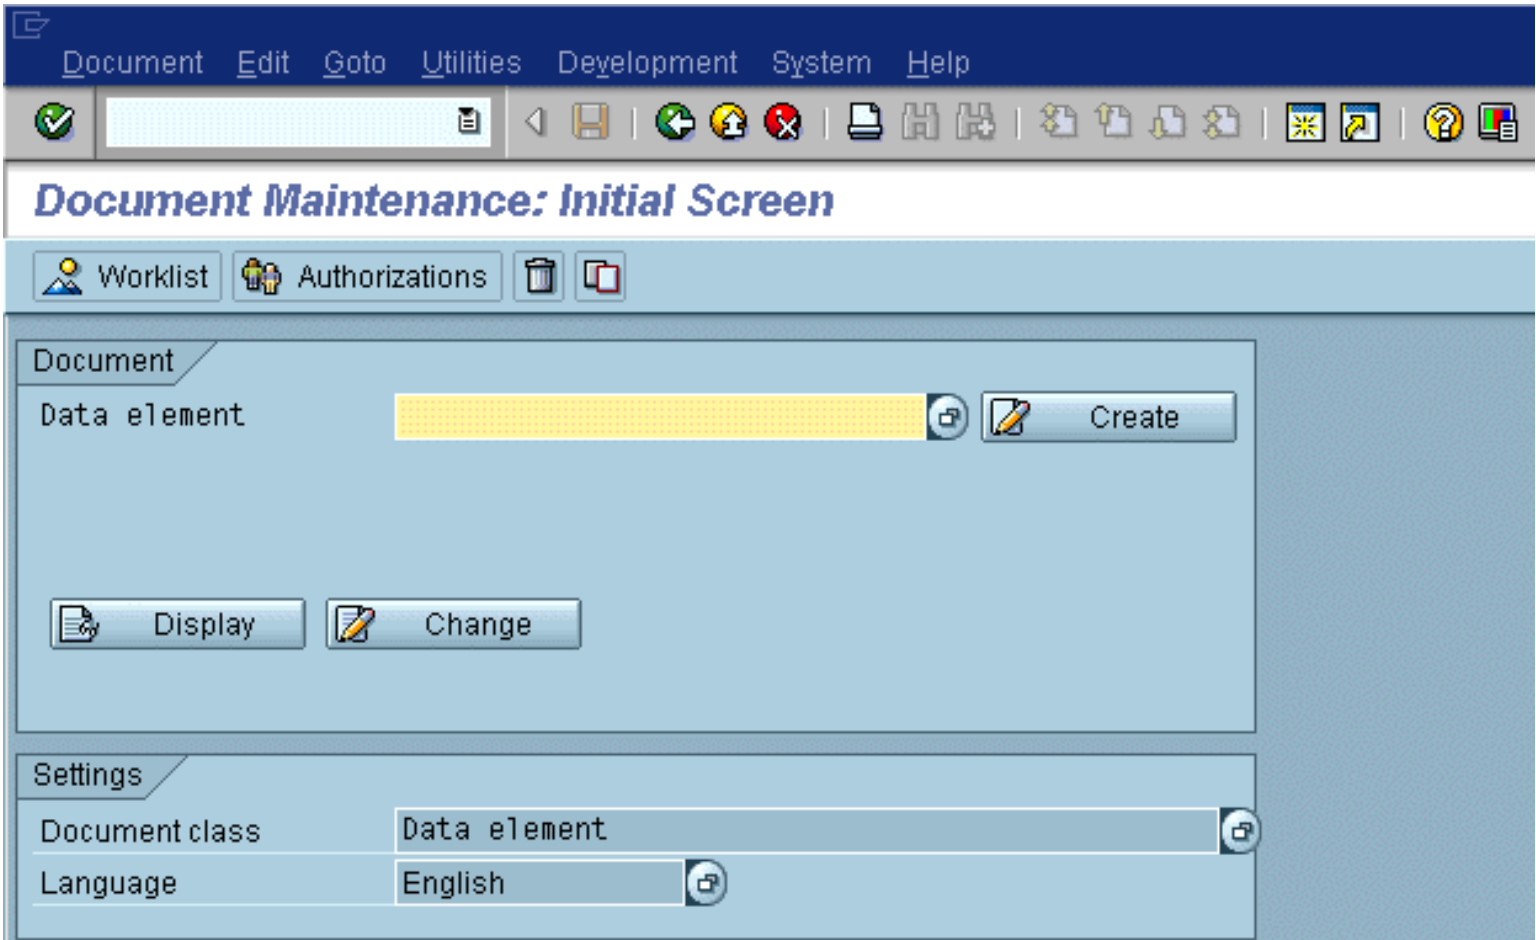 Document Edit Goto Utilities Development System Help
Document Maintenance: Initial Screen
Worklist Authorizations
Document
Data element Create
Display Change
Settings
Document class Data element
Language English